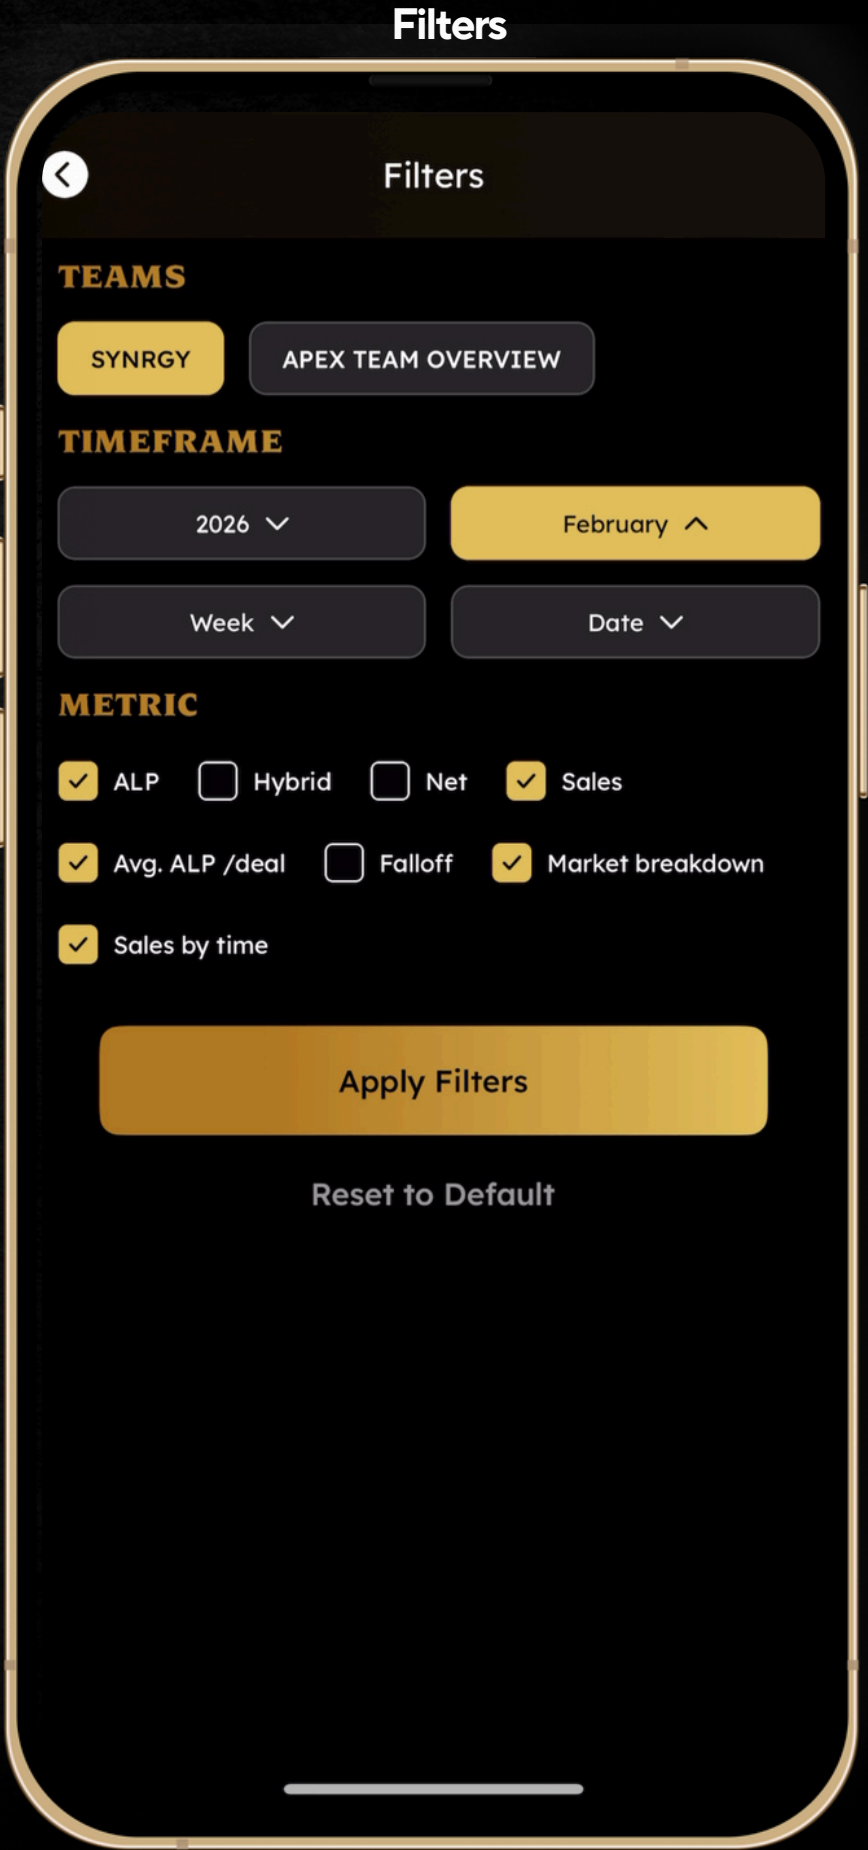 Filters
Filters
TEAMS
SYNRGY APEX TEAM OVERVIEW
TIMEFRAME
2026 February
Week Date
METRIC
ALP Hybrid Net Sales
Avg. ALP /deal Falloff Market breakdown
Sales by time
Apply Filters
Reset to Default